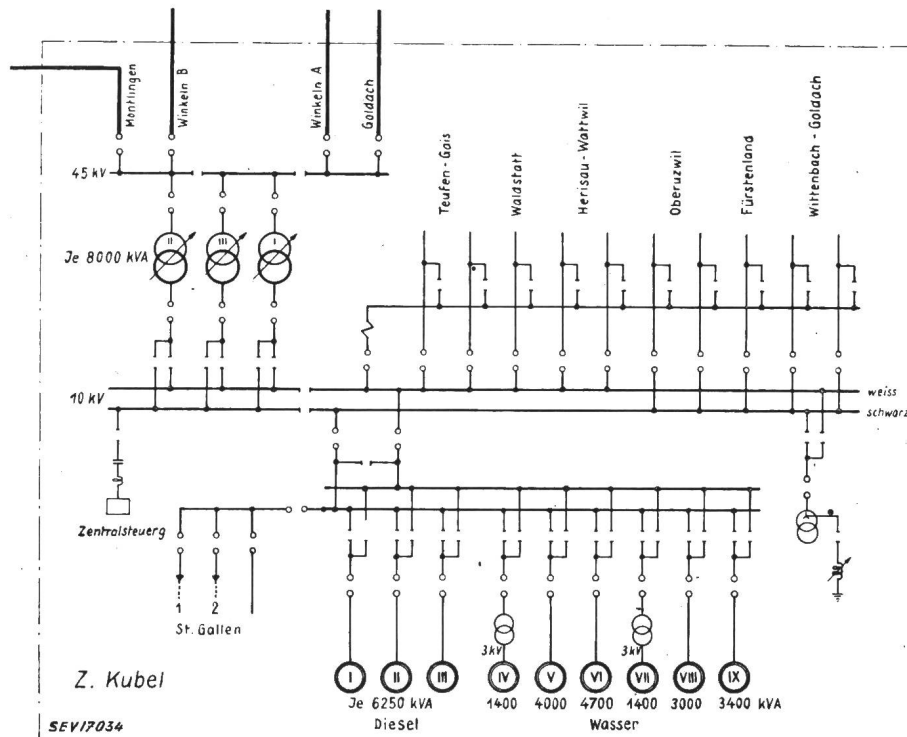 Montlingen
Winkeln B
Winkeln A
Goldach
45 kV
Teufen - Gais
Waldstatt
Herisau - Wattwil
Oberuzwil
Fürstenland
Wittenbach - Goldach
II
III
I
Je 8000 kVA
10 kV
weiss
schwarz
Zentralsteuerg
1
2
St. Gallen
3kV
3kV
I
II
III
IV
V
VI
VII
VIII
IX
Je 6250 kVA
1400
4000
4700
1400
3000
3400 kVA
Diesel
Wasser
Z. Kubel
SEV17034